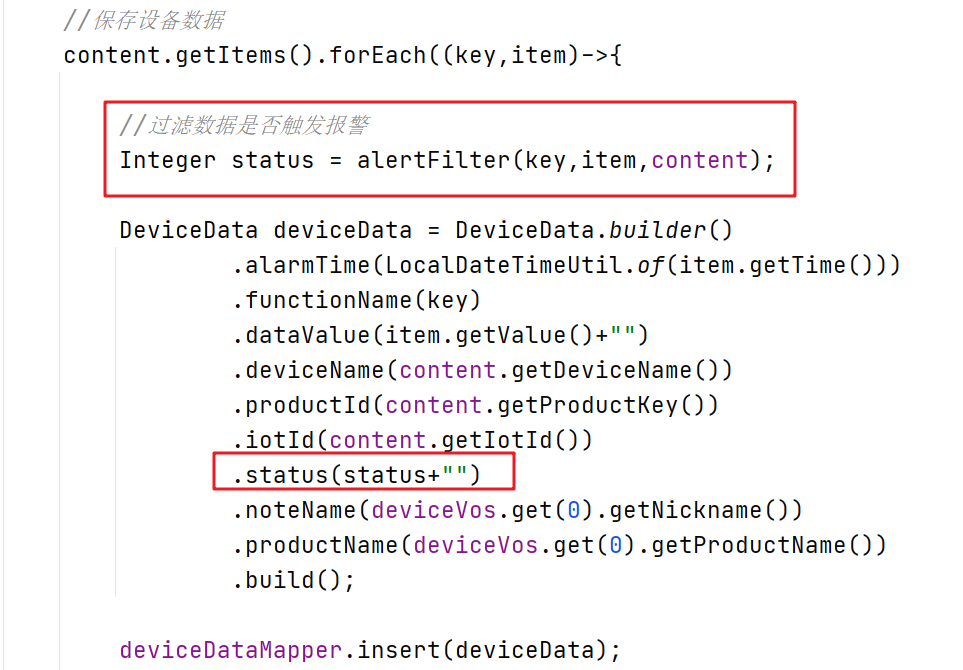 //保存设备数据
content.getItems().forEach((key,item)->{
//过滤数据是否触发报警
Integer status = alertFilter(key,item,content);
DeviceData deviceData = DeviceData.builder()
.alarmTime(LocalDateTimeUtil.of(item.getTime()))
.functionName(key)
.dataValue(item.getValue()+"")
.deviceName(content.getDeviceName())
.productId(content.getProductKey())
.iotId(content.getIotId())
.status(status+"")
.noteName(deviceVos.get(0).getNickname())
.productName(deviceVos.get(0).getProductName())
.build();
deviceDataMapper.insert(deviceData);